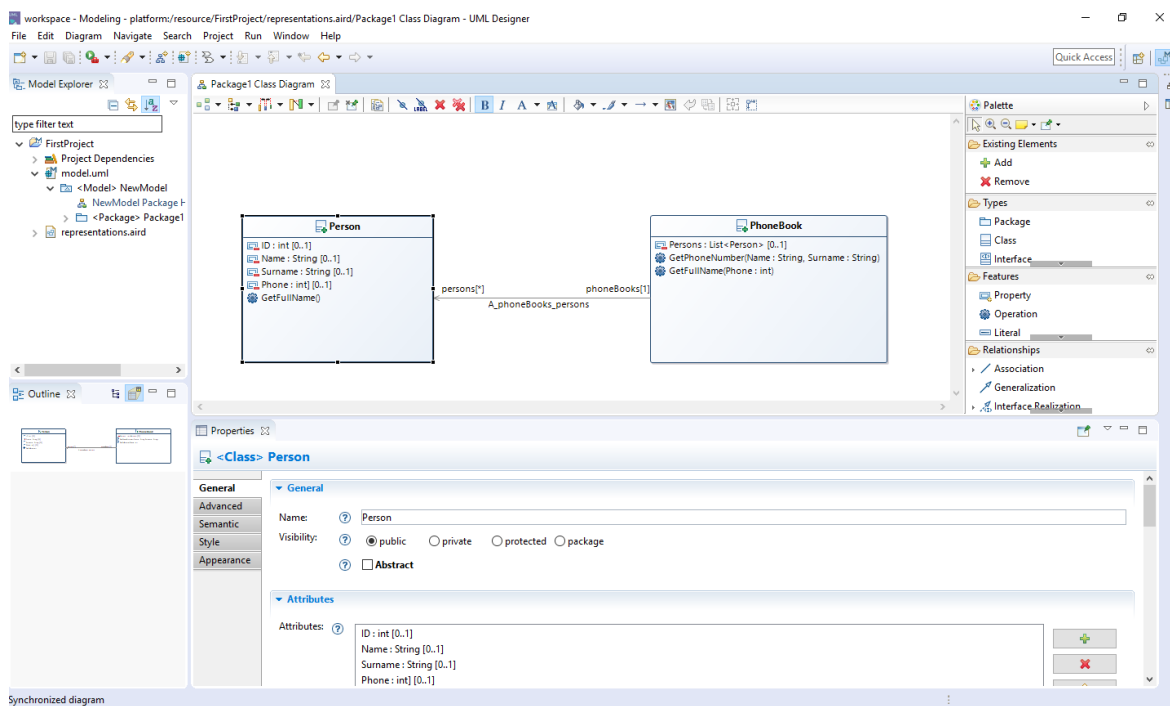 workspace - Modeling - platform:/resource/FirstProject/representations.aird/Package1 Class Diagram - UML Designer
File Edit Diagram Navigate Search Project Run Window Help
Quick Access
Model Explorer
type filter text
FirstProject
Project Dependencies
model.uml
<Model> NewModel
NewModel Package H
<Package> Package1
representations.aird
Outline
Package1 Class Diagram
B I A
Person
ID : int [0..1]
Name : String [0..1]
Surname : String [0..1]
Phone : int] [0..1]
GetFullName()
persons[*]
phoneBooks[1]
A_phoneBooks_persons
PhoneBook
Persons : List<Person> [0..1]
GetPhoneNumber(Name : String, Surname : String)
GetFullName(Phone : int)
Palette
Existing Elements
Add
Remove
Types
Package
Class
Interface
Features
Property
Operation
Literal
Relationships
Association
Generalization
Interface Realization
Properties
<Class> Person
General
Advanced
Semantic
Style
Appearance
General
Name: Person
Visibility: public private protected package
Abstract
Attributes
Attributes:
ID : int [0..1]
Name : String [0..1]
Surname : String [0..1]
Phone : int] [0..1]
Synchronized diagram